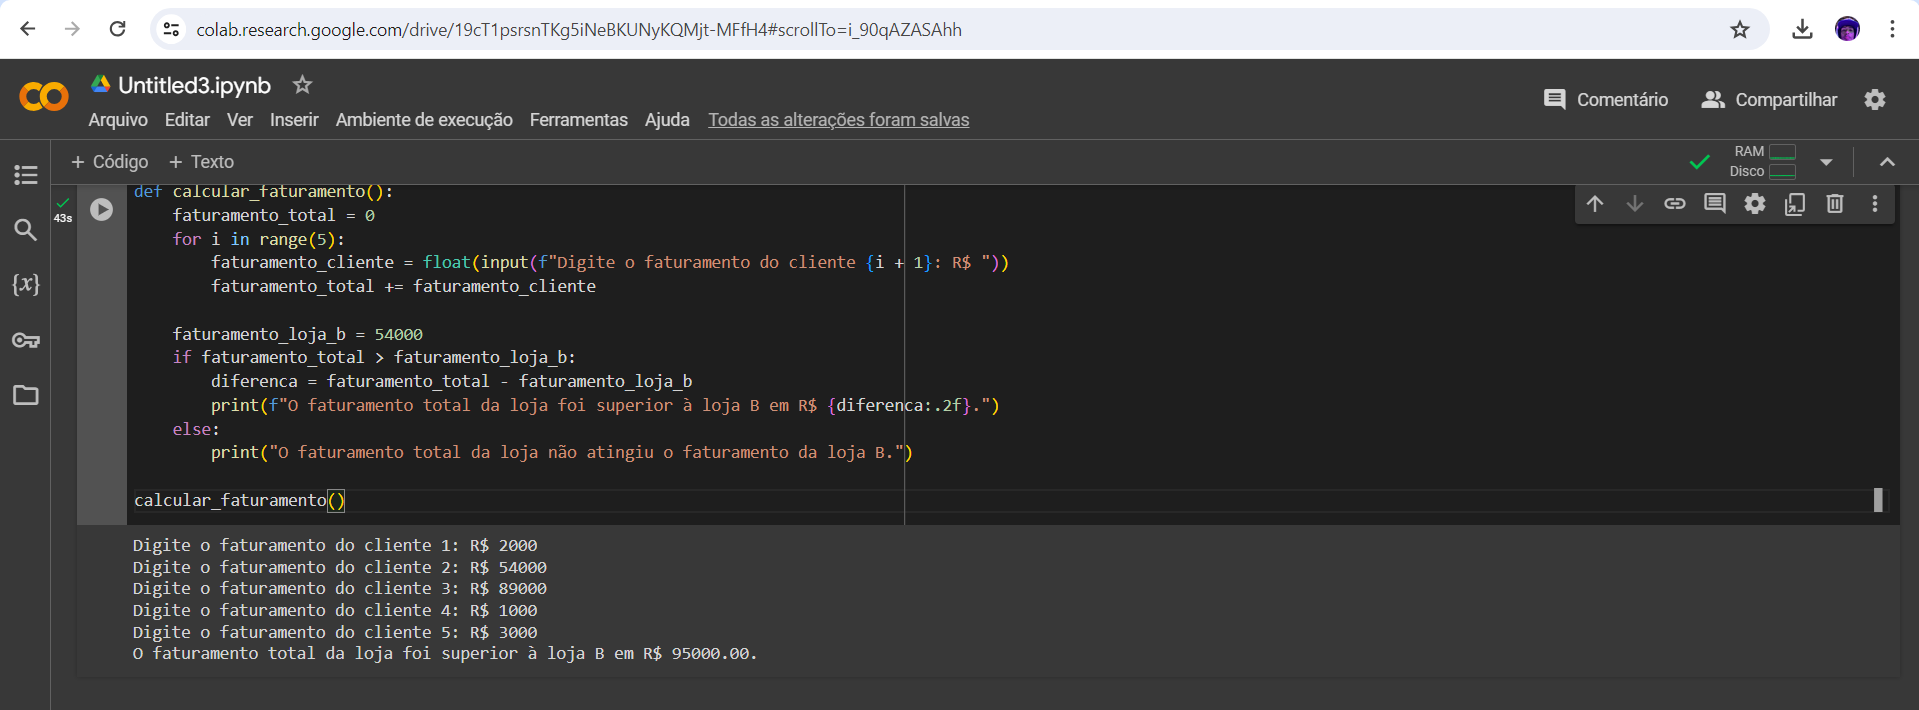 colab.research.google.com/drive/19cT1psrsnTKg5iNeBKUNyKQMjt-MFfH4#scrollTo=i_90qAZASAhh
Untitled3.ipynb
Comentário
Compartilhar
Arquivo Editar Ver Inserir Ambiente de execução Ferramentas Ajuda Todas as alterações foram salvas
+ Código + Texto
RAM
Disco
43s
{x}
def calcular_faturamento():
    faturamento_total = 0
    for i in range(5):
        faturamento_cliente = float(input(f"Digite o faturamento do cliente {i + 1}: R$ "))
        faturamento_total += faturamento_cliente

    faturamento_loja_b = 54000
    if faturamento_total > faturamento_loja_b:
        diferenca = faturamento_total - faturamento_loja_b
        print(f"O faturamento total da loja foi superior à loja B em R$ {diferenca:.2f}.")
    else:
        print("O faturamento total da loja não atingiu o faturamento da loja B.")

calcular_faturamento()
Digite o faturamento do cliente 1: R$ 2000
Digite o faturamento do cliente 2: R$ 54000
Digite o faturamento do cliente 3: R$ 89000
Digite o faturamento do cliente 4: R$ 1000
Digite o faturamento do cliente 5: R$ 3000
O faturamento total da loja foi superior à loja B em R$ 95000.00.